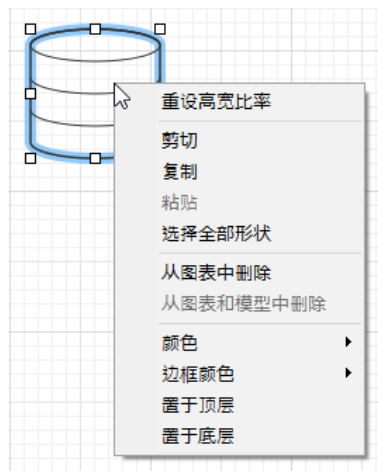 重设高宽比率
剪切
复制
粘贴
选择全部形状
从图表中删除
从图表和模型中删除
颜色
边框颜色
置于顶层
置于底层